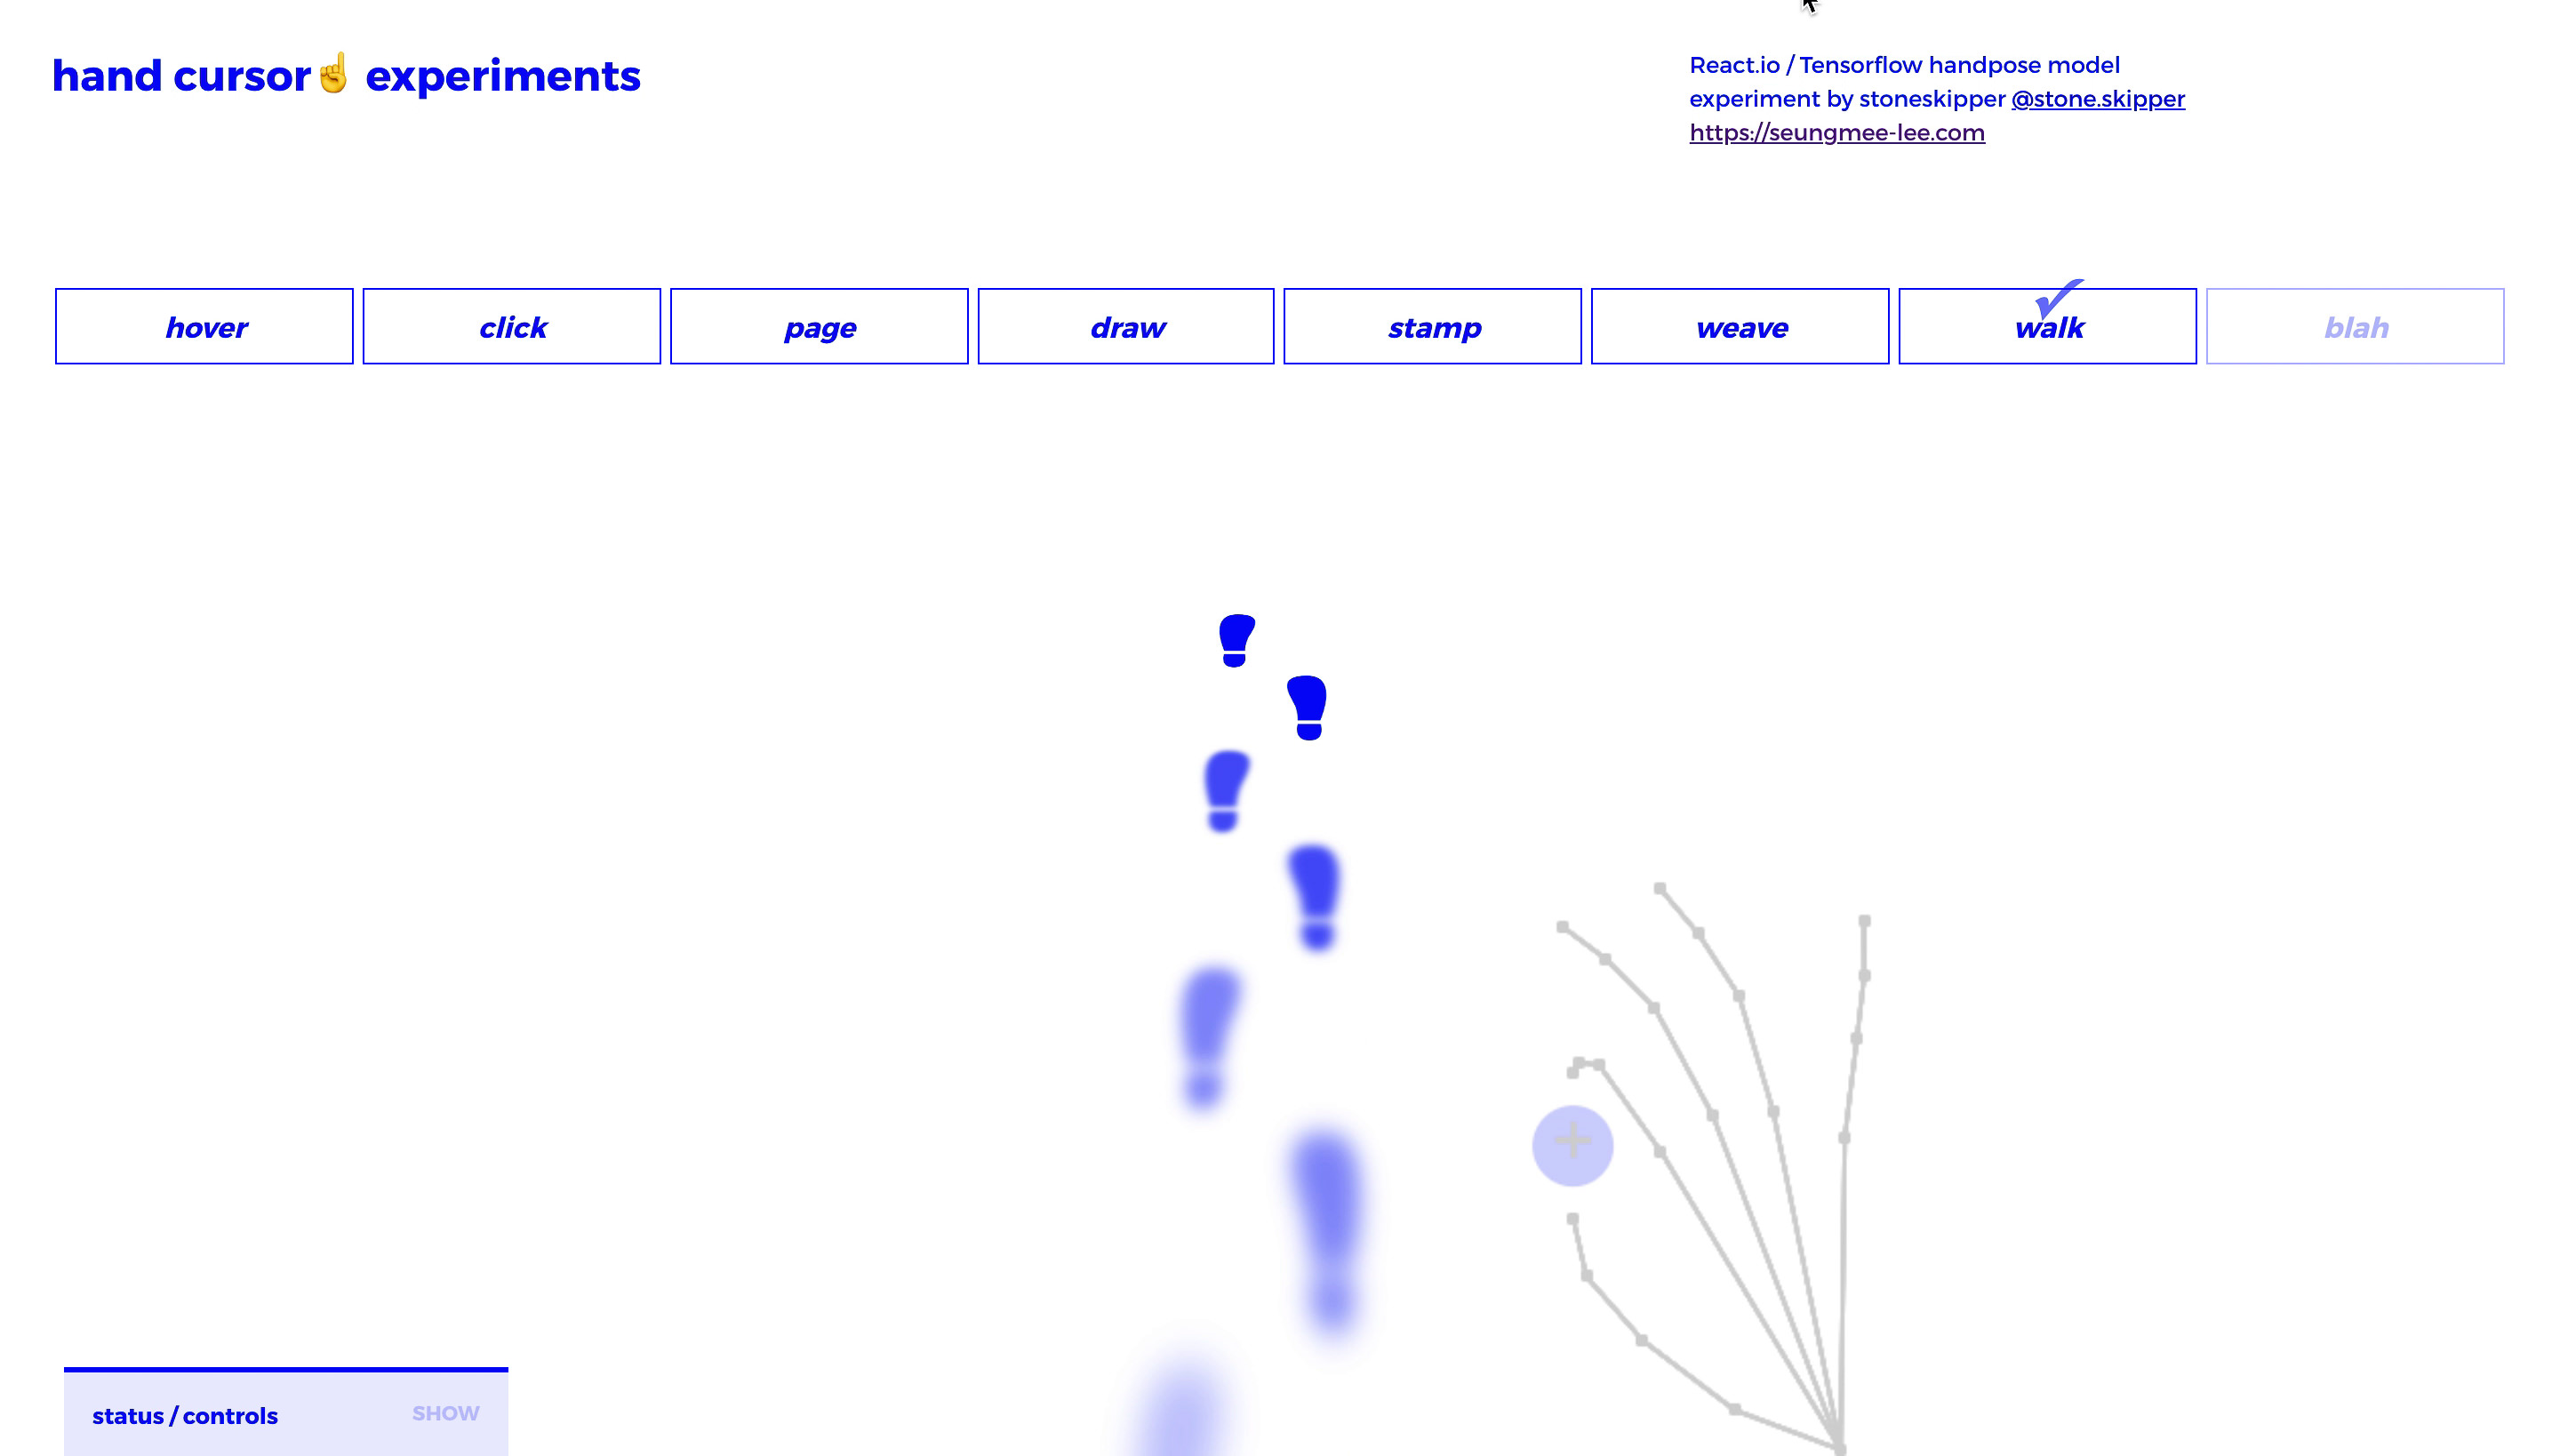 hand cursor☝️ experiments
React.io / Tensorflow handpose model
experiment by stoneskipper @stone.skipper
https://seungmee-lee.com
hover
click
page
draw
stamp
weave
walk
blah
status / controls
SHOW